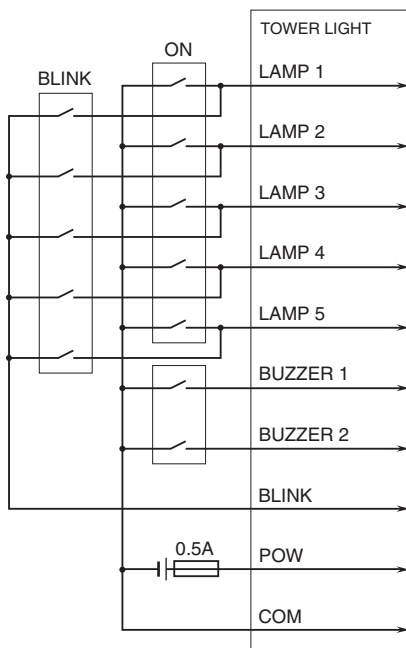 TOWER LIGHT
ON
BLINK
LAMP 1
LAMP 2
LAMP 3
LAMP 4
LAMP 5
BUZZER 1
BUZZER 2
BLINK
0.5A
POW
COM